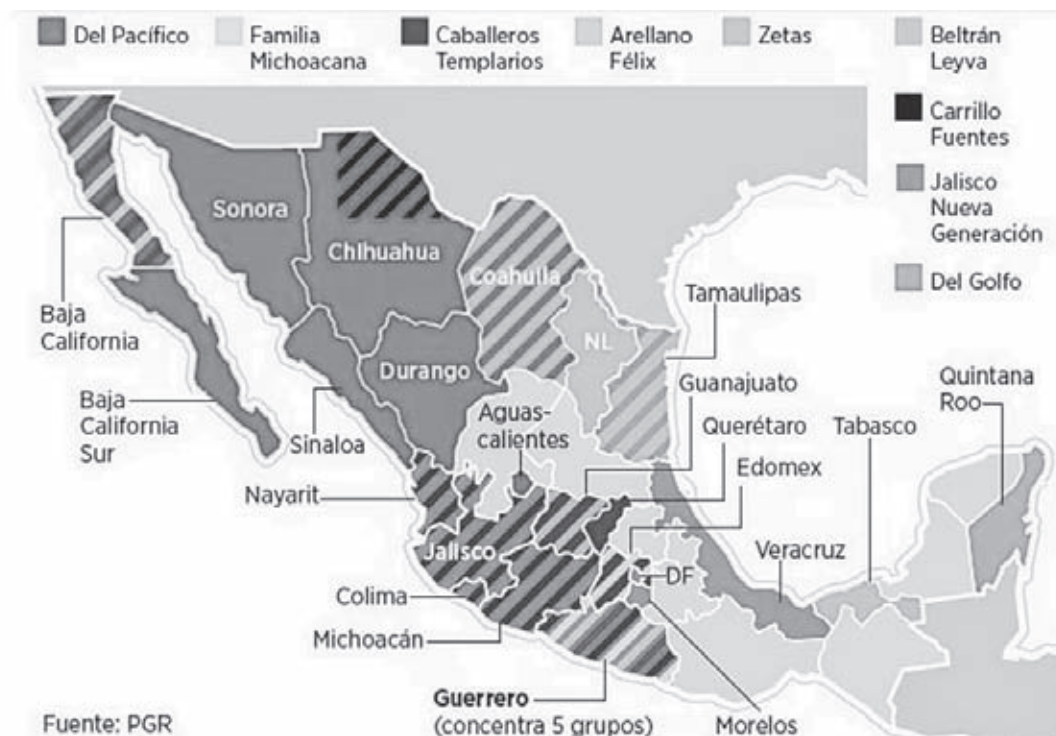 Del Pacífico
Familia
Michoacana
Caballeros
Templarios
Arellano
Félix
Zetas
Beltrán
Leyva
Carrillo
Fuentes
Jalisco
Nueva
Generación
Del Golfo
Sonora
Chihuahua
Coahuila
Tamaulipas
Baja
California
NL
Durango
Guanajuato
Quintana
Roo
Baja
California
Sur
Sinaloa
Aguas-
calientes
Querétaro
Tabasco
Edomex
Nayarit
Jalisco
Veracruz
DF
Colima
Michoacán
Guerrero
(concentra 5 grupos)
Morelos
Fuente: PGR